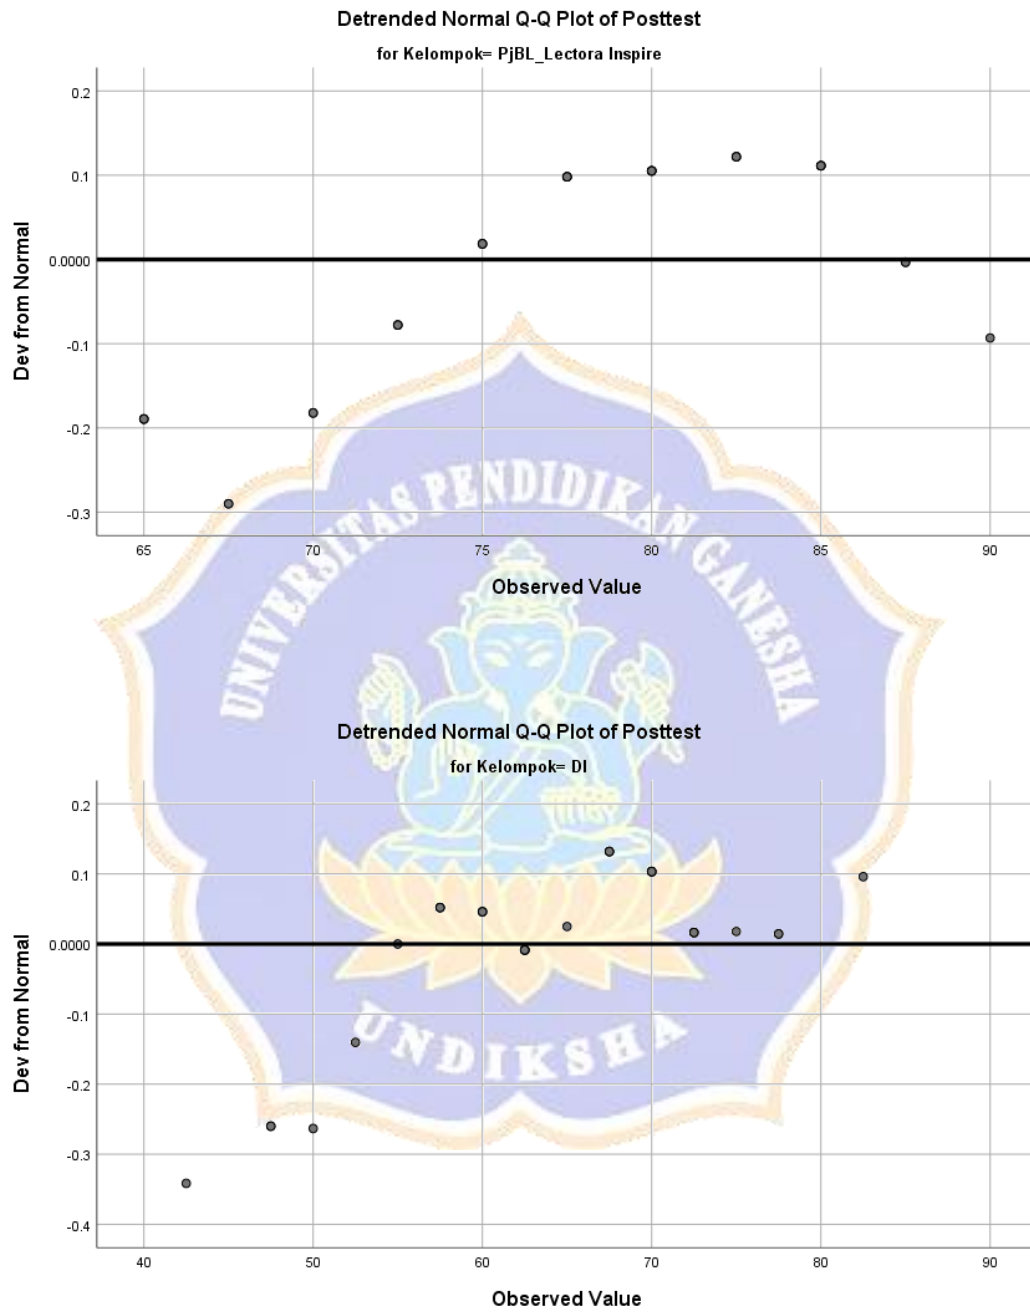 Detrended Normal Q-Q Plot of Posttest
for Kelompok= PjBL_Lectora Inspire
0.2
0.1
0.0000
-0.1
-0.2
-0.3
Dev from Normal
65 70 75 80 85 90
Observed Value
UNIVERSITAS PENDIDIKAN GANESHA
Detrended Normal Q-Q Plot of Posttest
for Kelompok= DI
0.2
0.1
0.0000
-0.1
-0.2
-0.3
-0.4
Dev from Normal
UNDIKSHA
40 50 60 70 80 90
Observed Value